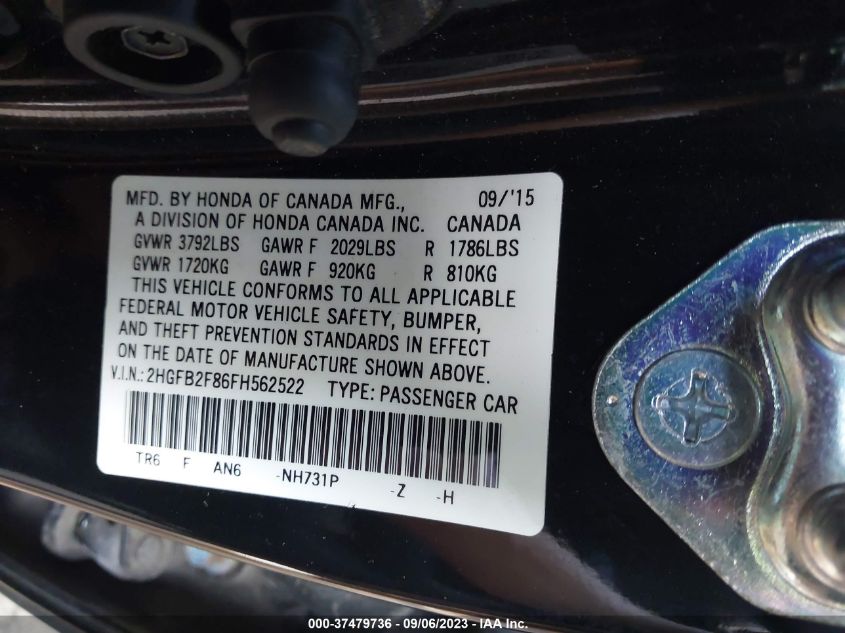 MFD. BY HONDA OF CANADA MFG., 09/'15
A DIVISION OF HONDA CANADA INC. CANADA
GVWR 3792LBS GAWR F 2029LBS R 1786LBS
GVWR 1720KG GAWR F 920KG R 810KG
THIS VEHICLE CONFORMS TO ALL APPLICABLE
FEDERAL MOTOR VEHICLE SAFETY, BUMPER,
AND THEFT PREVENTION STANDARDS IN EFFECT
ON THE DATE OF MANUFACTURE SHOWN ABOVE.
V.I.N.: 2HGFB2F86FH562522 TYPE: PASSENGER CAR
TR6 F AN6 -NH731P -Z -H
000-37479736 - 09/06/2023 - IAA Inc.